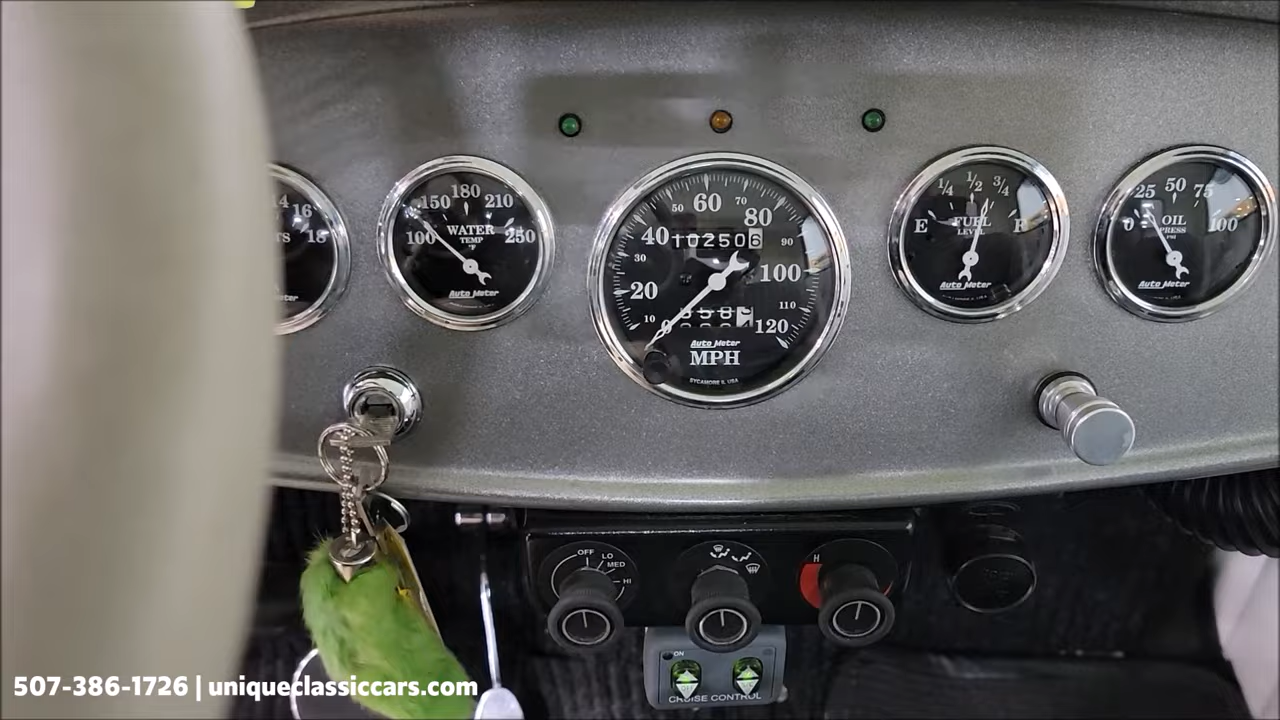 50 60 70
40 80
30 90
20 100
10 110
120
102506
Auto Meter
MPH
SYCAMORE IL USA
14 16
18
150 180 210
100 WATER 250
TEMP
°F
Auto Meter
1/4 1/2 3/4
E FUEL
LEVEL
Auto Meter
25 50 75
0 OIL 100
PRESS
PSI
Auto Meter
OFF LO
MED
HI
H
ON
CRUISE CONTROL
507-386-1726 | uniqueclassiccars.com